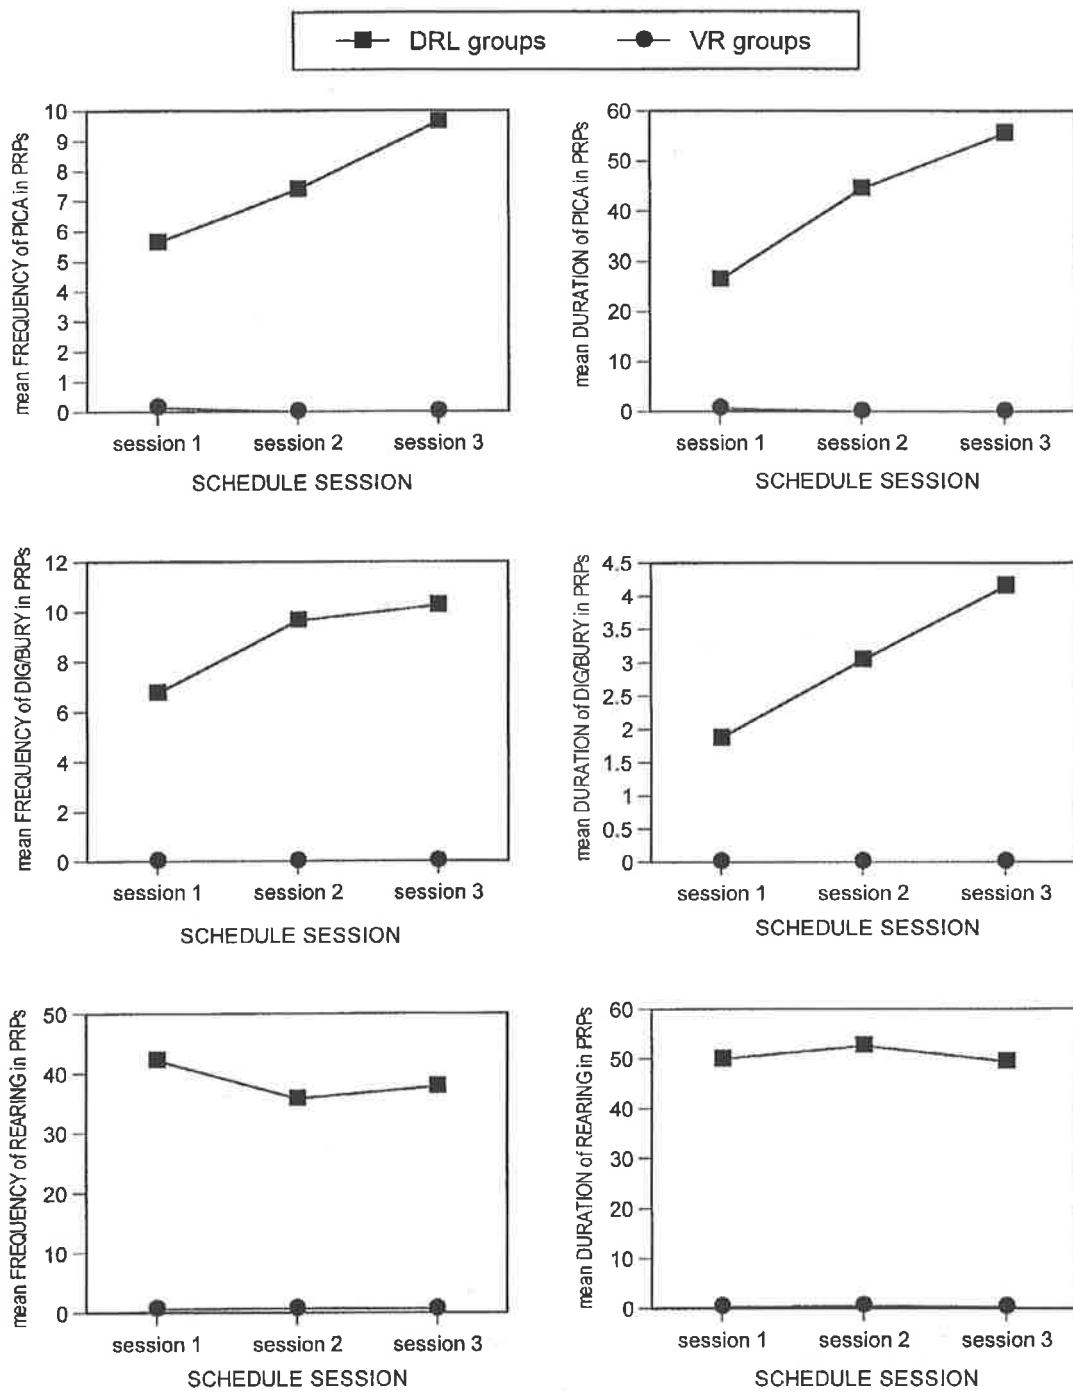 DRL groups VR groups
mean FREQUENCY of PICA in PRPs
10
9
8
7
6
5
4
3
2
1
0
session 1 session 2 session 3
SCHEDULE SESSION
mean DURATION of PICA in PRPs
60
50
40
30
20
10
0
session 1 session 2 session 3
SCHEDULE SESSION
mean FREQUENCY of DIG/BURY in PRPs
12
10
8
6
4
2
0
session 1 session 2 session 3
SCHEDULE SESSION
mean DURATION of DIG/BURY in PRPs
4.5
4
3.5
3
2.5
2
1.5
1
0.5
0
session 1 session 2 session 3
SCHEDULE SESSION
mean FREQUENCY of REARING in PRPs
50
40
30
20
10
0
session 1 session 2 session 3
SCHEDULE SESSION
mean DURATION of REARING in PRPs
60
50
40
30
20
10
0
session 1 session 2 session 3
SCHEDULE SESSION